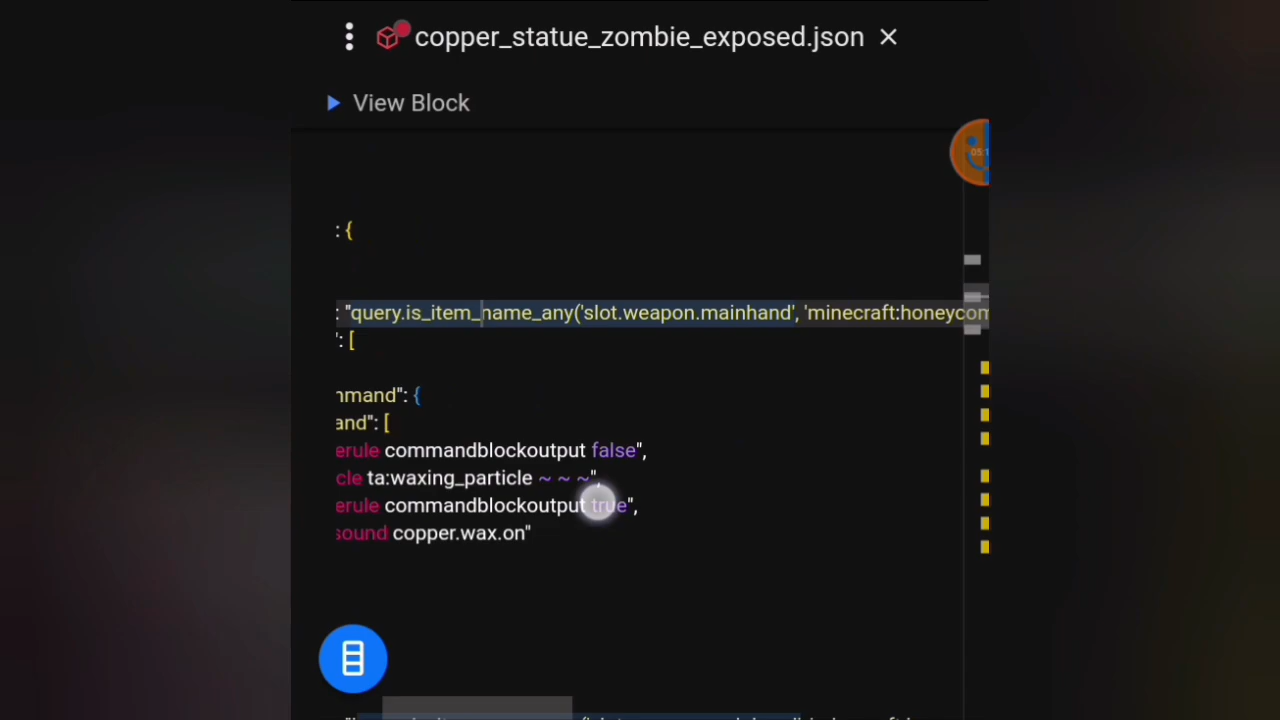 copper_statue_zombie_exposed.json
View Block
: {
: "query.is_item_name_any('slot.weapon.mainhand', 'minecraft:honeycom
": [
mmand": {
and": [
erule commandblockoutput false",
cle ta:waxing_particle ~ ~ ~",
erule commandblockoutput true",
sound copper.wax.on"